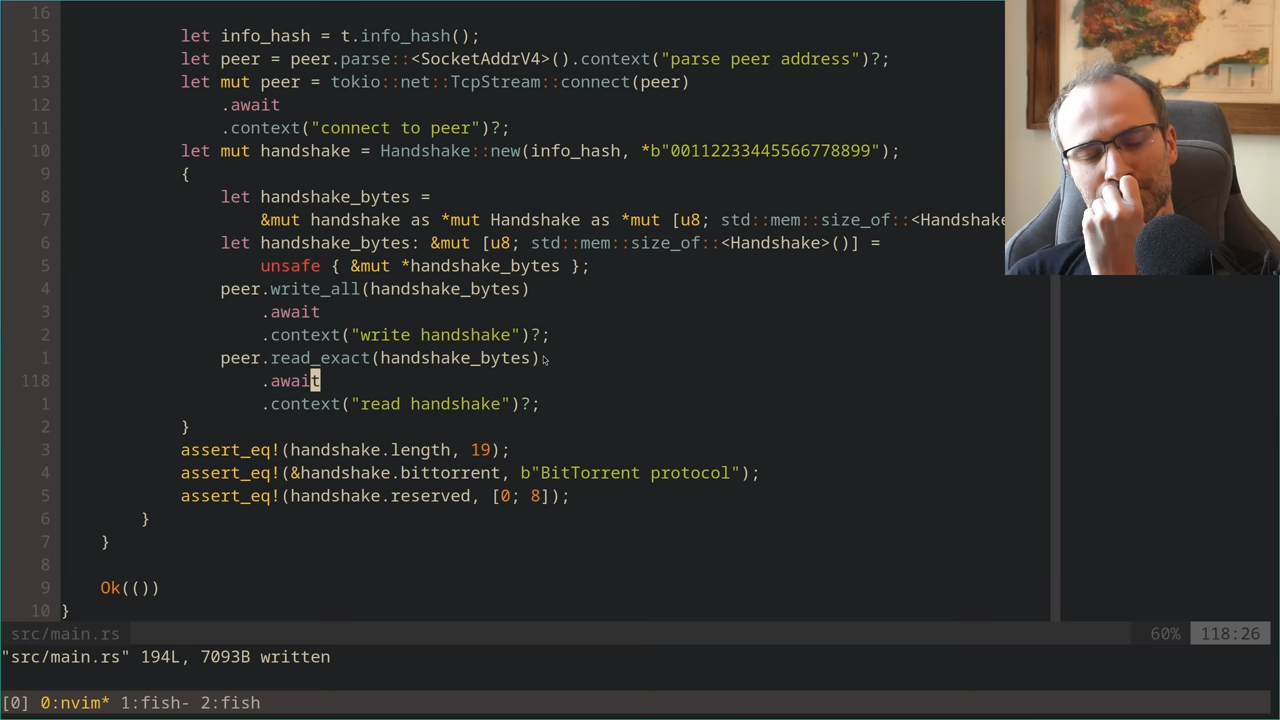 16
15 let info_hash = t.info_hash();
14 let peer = peer.parse::<SocketAddrV4>().context("parse peer address")?;
13 let mut peer = tokio::net::TcpStream::connect(peer)
12 .await
11 .context("connect to peer")?;
10 let mut handshake = Handshake::new(info_hash, *b"00112233445566778899");
9 {
8 let handshake_bytes =
7 &mut handshake as *mut Handshake as *mut [u8; std::mem::size_of::<Handshake
6 let handshake_bytes: &mut [u8; std::mem::size_of::<Handshake>()] =
5 unsafe { &mut *handshake_bytes };
4 peer.write_all(handshake_bytes)
3 .await
2 .context("write handshake")?;
1 peer.read_exact(handshake_bytes)
118 .await
1 .context("read handshake")?;
2 }
3 assert_eq!(handshake.length, 19);
4 assert_eq!(&handshake.bittorrent, b"BitTorrent protocol");
5 assert_eq!(handshake.reserved, [0; 8]);
6 }
7 }
8
9 Ok(())
10 }
src/main.rs 60% 118:26
"src/main.rs" 194L, 7093B written
[0] 0:nvim* 1:fish- 2:fish